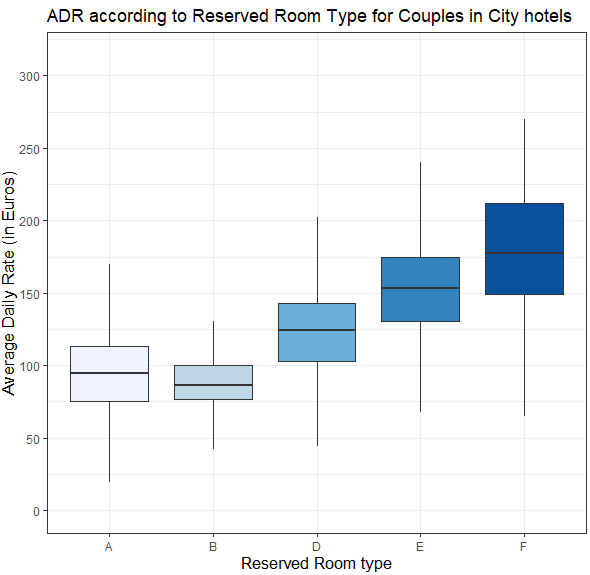 ADR according to Reserved Room Type for Couples in City hotels
Average Daily Rate (in Euros)
300
250
200
150
100
50
0
A B D E F
Reserved Room type